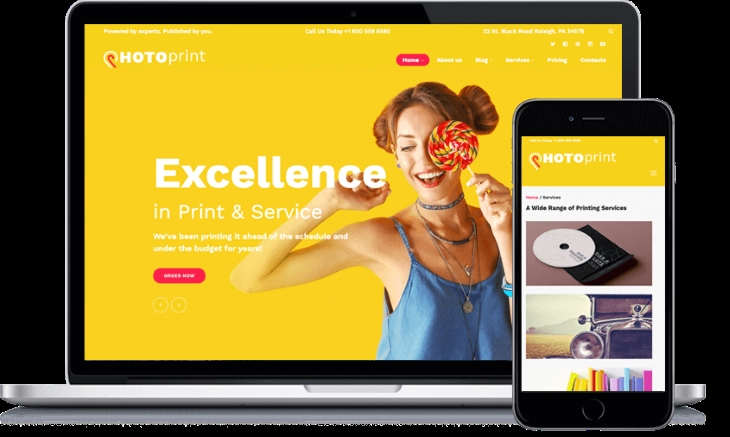 Powered by experts. Published by you.
Call Us Today +1 800 559 6580
22 St. Black Road Raleigh, PA 34578
PHOTOprint
Home
About us
Blog
Services
Pricing
Contacts
Excellence
in Print & Service
We've been printing it ahead of the schedule and
under the budget for years!
ORDER NOW
PHOTOprint
Home / Services
A Wide Range of Printing Services